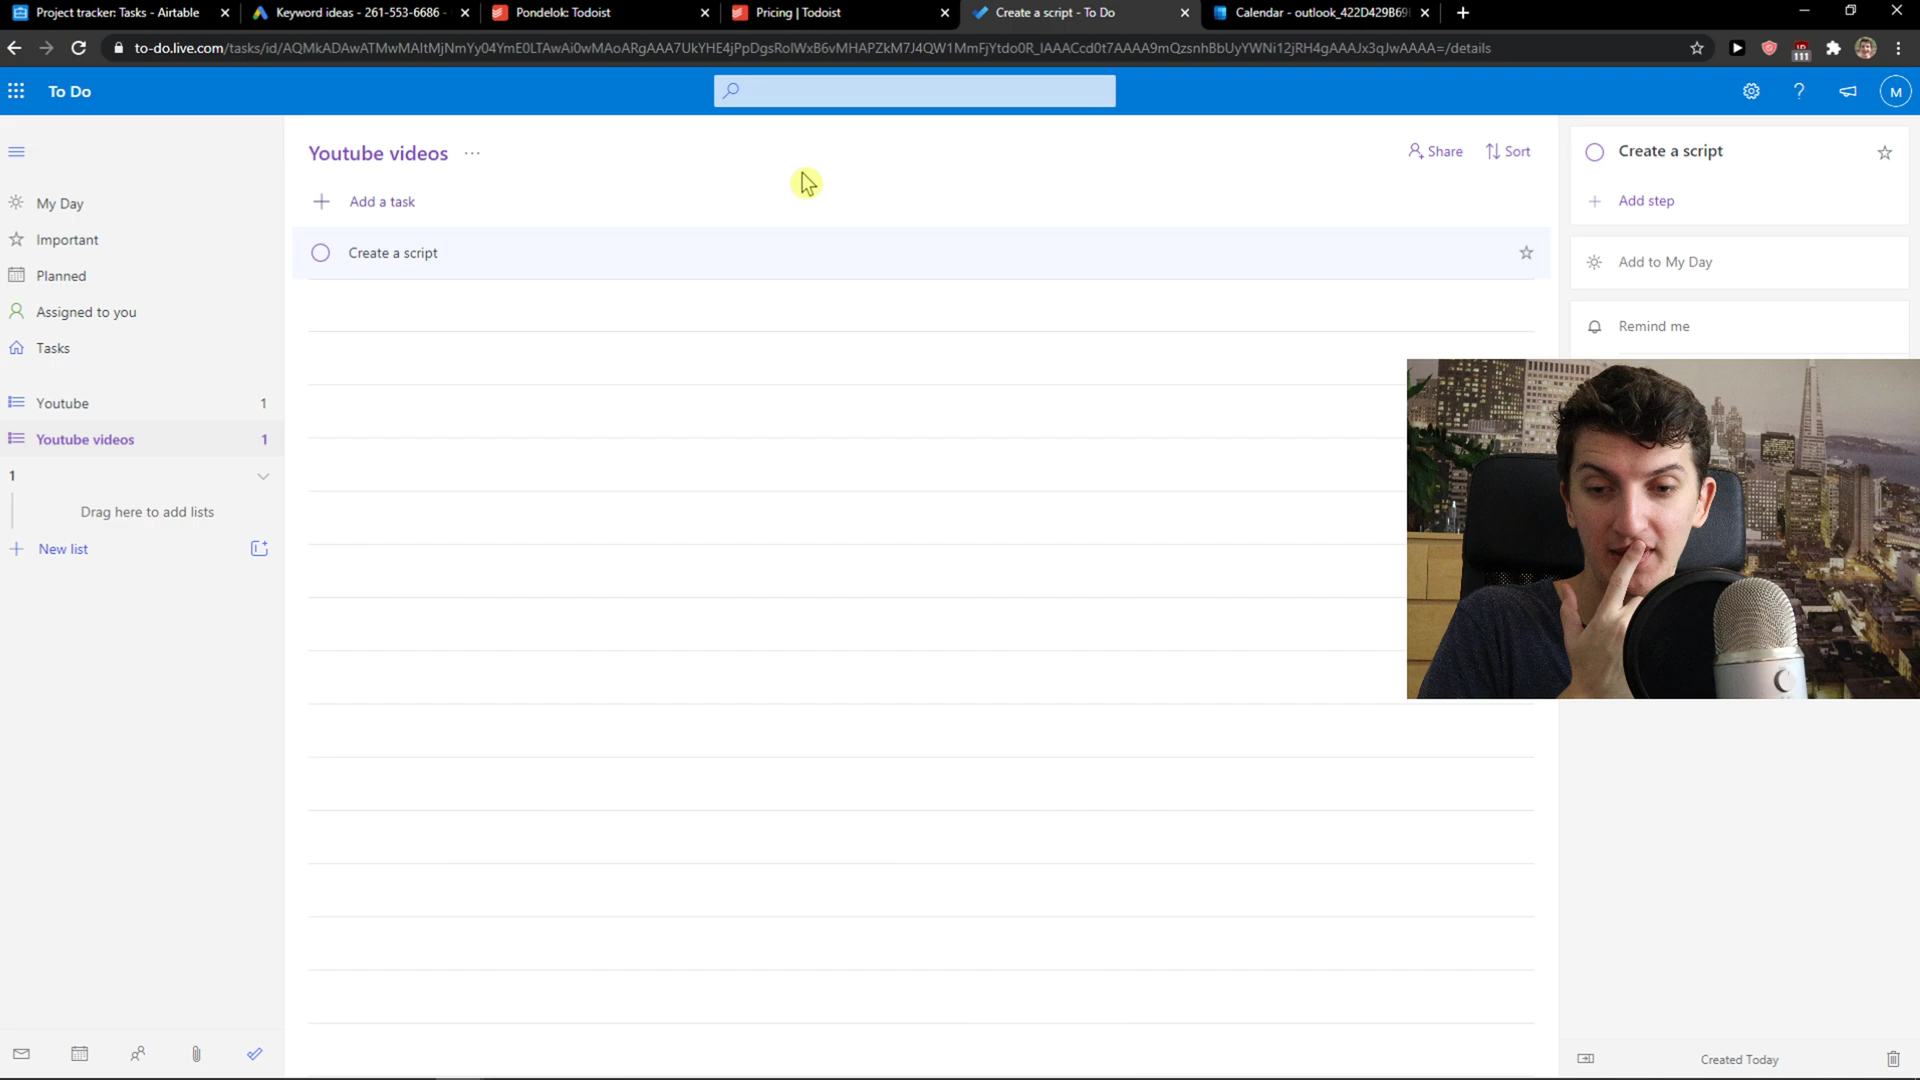 Project tracker: Tasks - Airtable
Keyword ideas - 261-553-6686 -
Pondelok: Todoist
Pricing | Todoist
Create a script - To Do
Calendar - outlook_422D429B69
to-do.live.com/tasks/id/AQMkADAwATMwMAItMjNmYy04YmE0LTAwAi0wMAoARgAAA7UkYHE4jPpDgsRolWxB6vMHAPZkM7J4QW1MmFjYtdo0R_IAAACcd0t7AAAA9mQzsnhBbUyYWNi12jRH4gAAAJx3qJwAAAA=/details
111
To Do
?
M
Youtube videos ...
Share
Sort
Create a script
Add a task
Add step
My Day
Important
Create a script
Add to My Day
Planned
Assigned to you
Remind me
Tasks
Youtube 1
Youtube videos 1
1
Drag here to add lists
New list
Created Today